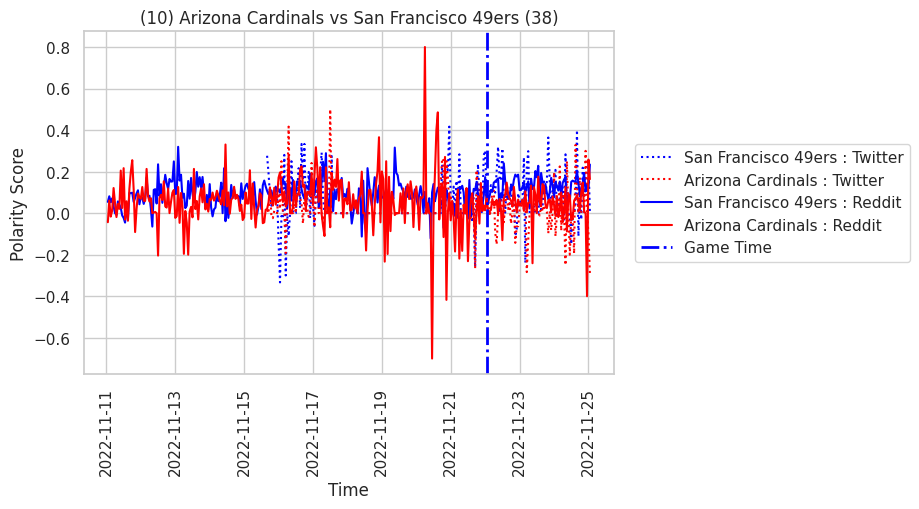 (10) Arizona Cardinals vs San Francisco 49ers (38)
Polarity Score
0.8
0.6
0.4
0.2
0.0
−0.2
−0.4
−0.6
2022-11-11
2022-11-13
2022-11-15
2022-11-17
2022-11-19
2022-11-21
2022-11-23
2022-11-25
Time
San Francisco 49ers : Twitter
Arizona Cardinals : Twitter
San Francisco 49ers : Reddit
Arizona Cardinals : Reddit
Game Time